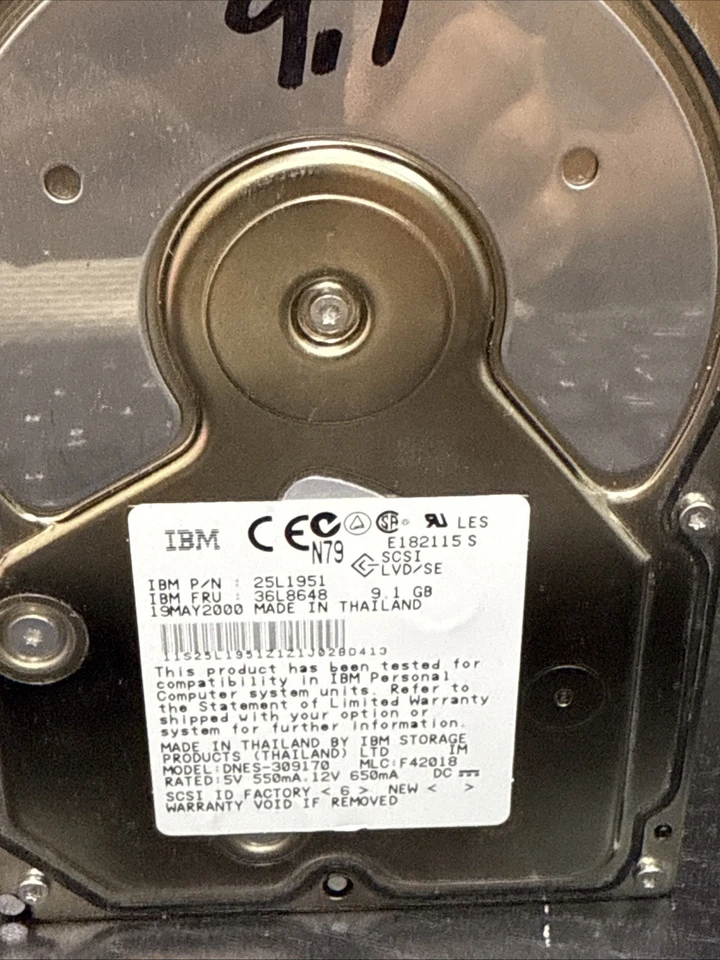 9.1
IBM CE N79 LES
E182115 S
SCSI
LVD/SE
IBM P/N : 25L1951
IBM FRU : 36L8648 9.1 GB
19MAY2000 MADE IN THAILAND
11S25L1951Z1Z1J028D413
This product has been tested for
compatibility in IBM Personal
Computer system units. Refer to
the Statement of Limited Warranty
shipped with your option or
system for further information.
MADE IN THAILAND BY IBM STORAGE
PRODUCTS (THAILAND) LTD IM
MODEL:DNES-309170 MLC:F42018
RATED:5V 550mA.12V 650mA DC
SCSI ID FACTORY < 6 > NEW < >
WARRANTY VOID IF REMOVED